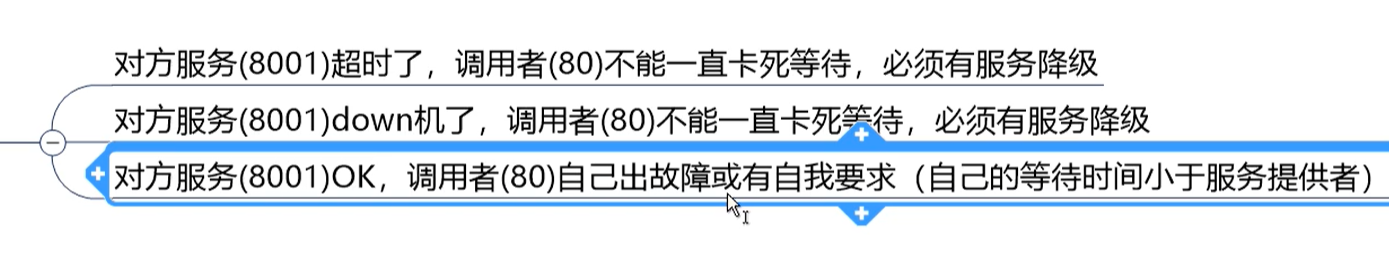 对方服务(8001)超时了，调用者(80)不能一直卡死等待，必须有服务降级
对方服务(8001)down机了，调用者(80)不能一直卡死等待，必须有服务降级
对方服务(8001)OK，调用者(80)自己出故障或有自我要求（自己的等待时间小于服务提供者）